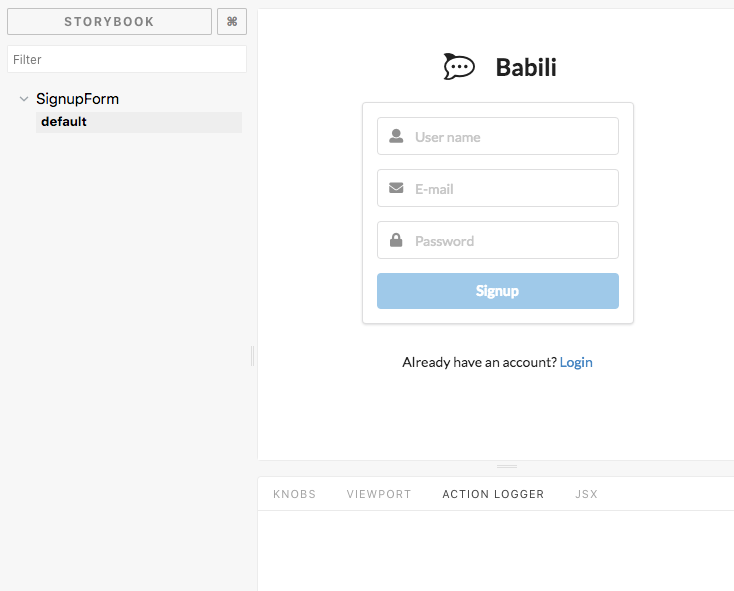 STORYBOOK
⌘
Filter
SignupForm
default
Babili
User name
E-mail
Password
Signup
Already have an account? Login
KNOBS VIEWPORT ACTION LOGGER JSX